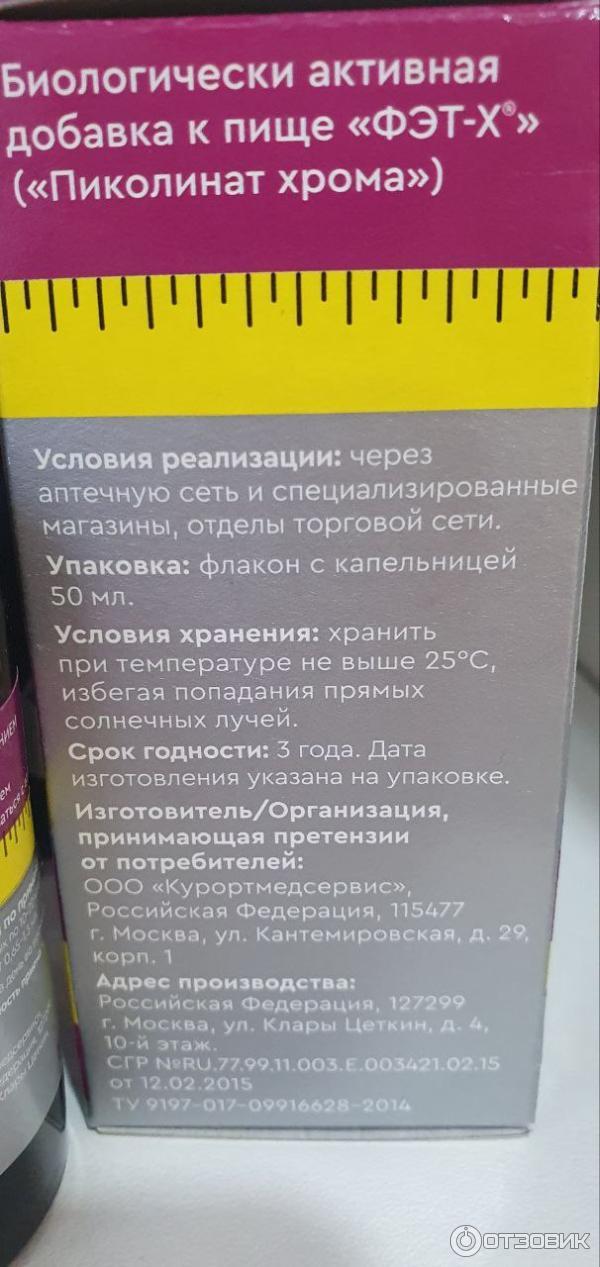 Биологически активная
добавка к пище «ФЭТ-Х®»
(«Пиколинат хрома»)
Условия реализации: через
аптечную сеть и специализированные
магазины, отделы торговой сети.
Упаковка: флакон с капельницей
50 мл.
Условия хранения: хранить
при температуре не выше 25°С,
избегая попадания прямых
солнечных лучей.
Срок годности: 3 года. Дата
изготовления указана на упаковке.
Изготовитель/Организация,
принимающая претензии
от потребителей:
ООО «Курортмедсервис»,
Российская Федерация, 115477
г. Москва, ул. Кантемировская, д. 29,
корп. 1
Адрес производства:
Российская Федерация, 127299
г. Москва, ул. Клары Цеткин, д. 4,
10-й этаж.
СГР №RU.77.99.11.003.Е.003421.02.15
от 12.02.2015
ТУ 9197-017-09916628-2014
ОТЗОВИК